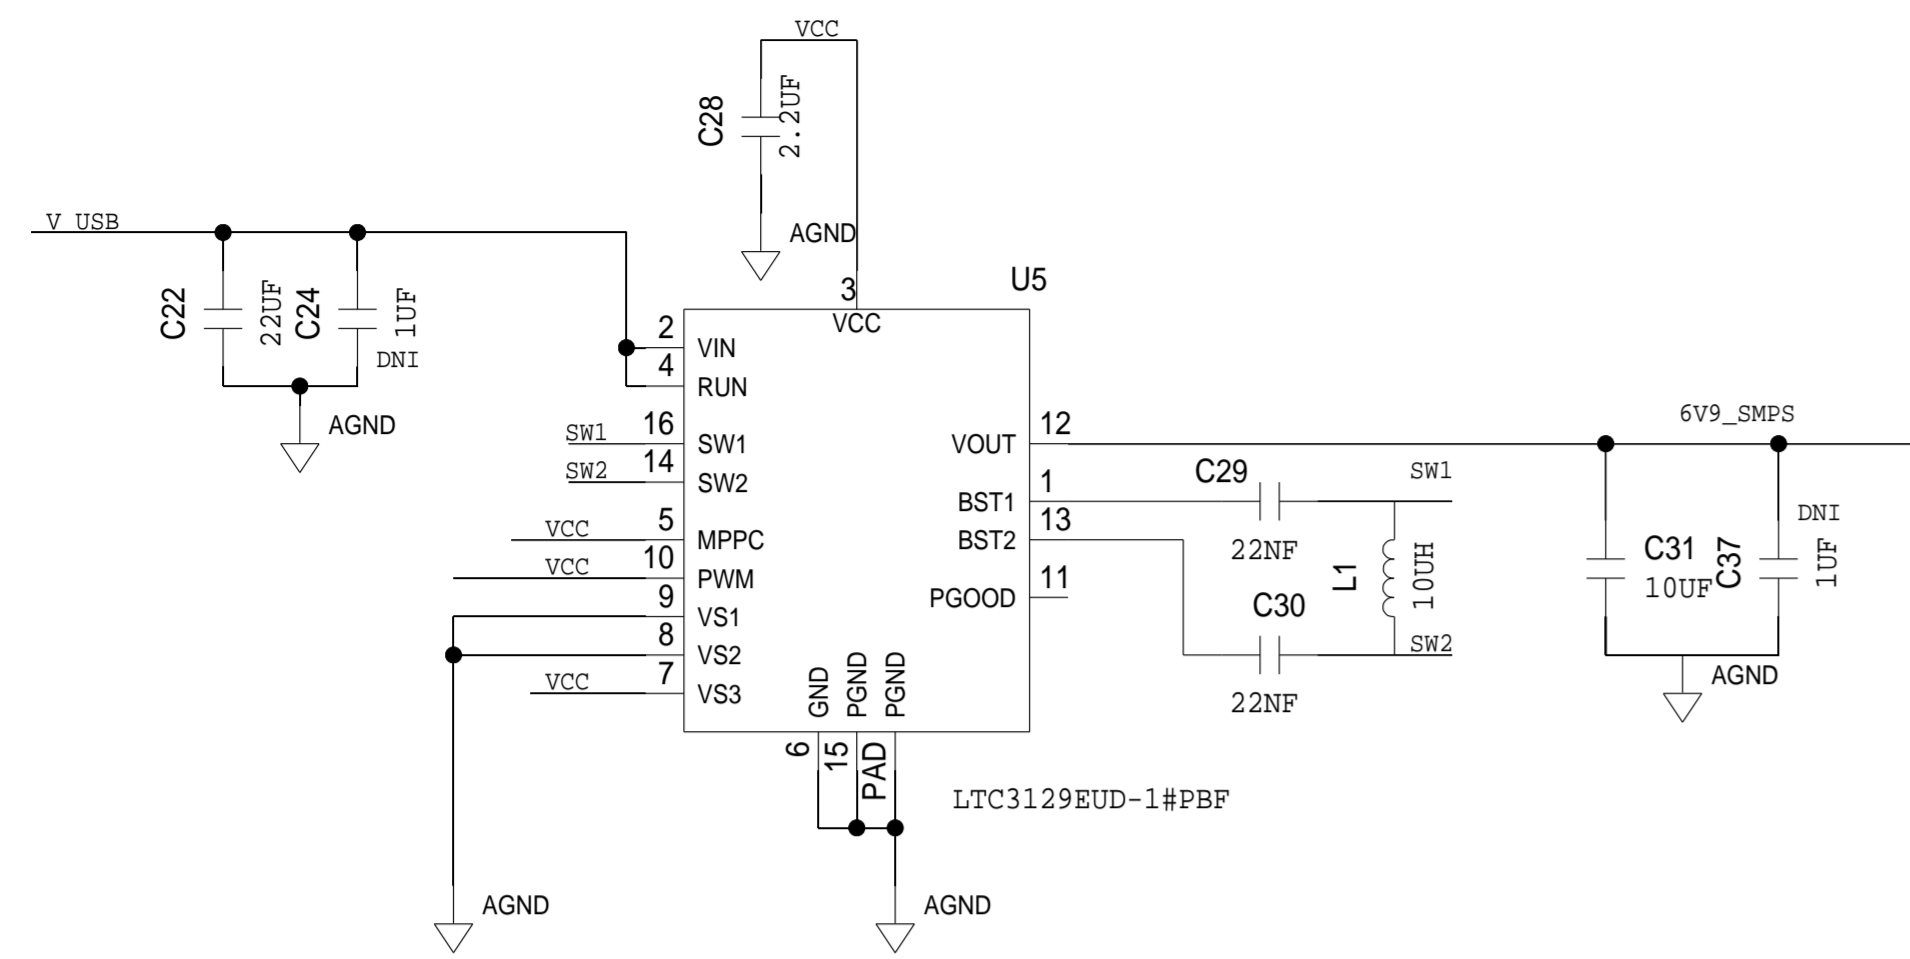 VCC
C28
2.2UF
AGND
V_USB
C22
22UF
C24
1UF
DNI
AGND
U5
3
VCC
2
VIN
4
RUN
SW1
16
SW1
SW2
14
SW2
VCC
5
MPPC
VCC
10
PWM
9
VS1
8
VS2
VCC
7
VS3
VOUT
12
BST1
1
BST2
13
PGOOD
11
GND
PGND
PGND
6
15
PAD
LTC3129EUD-1#PBF
AGND
AGND
C29
22NF
SW1
L1
10UH
C30
22NF
SW2
6V9_SMPS
C31
10UF
C37
1UF
DNI
AGND